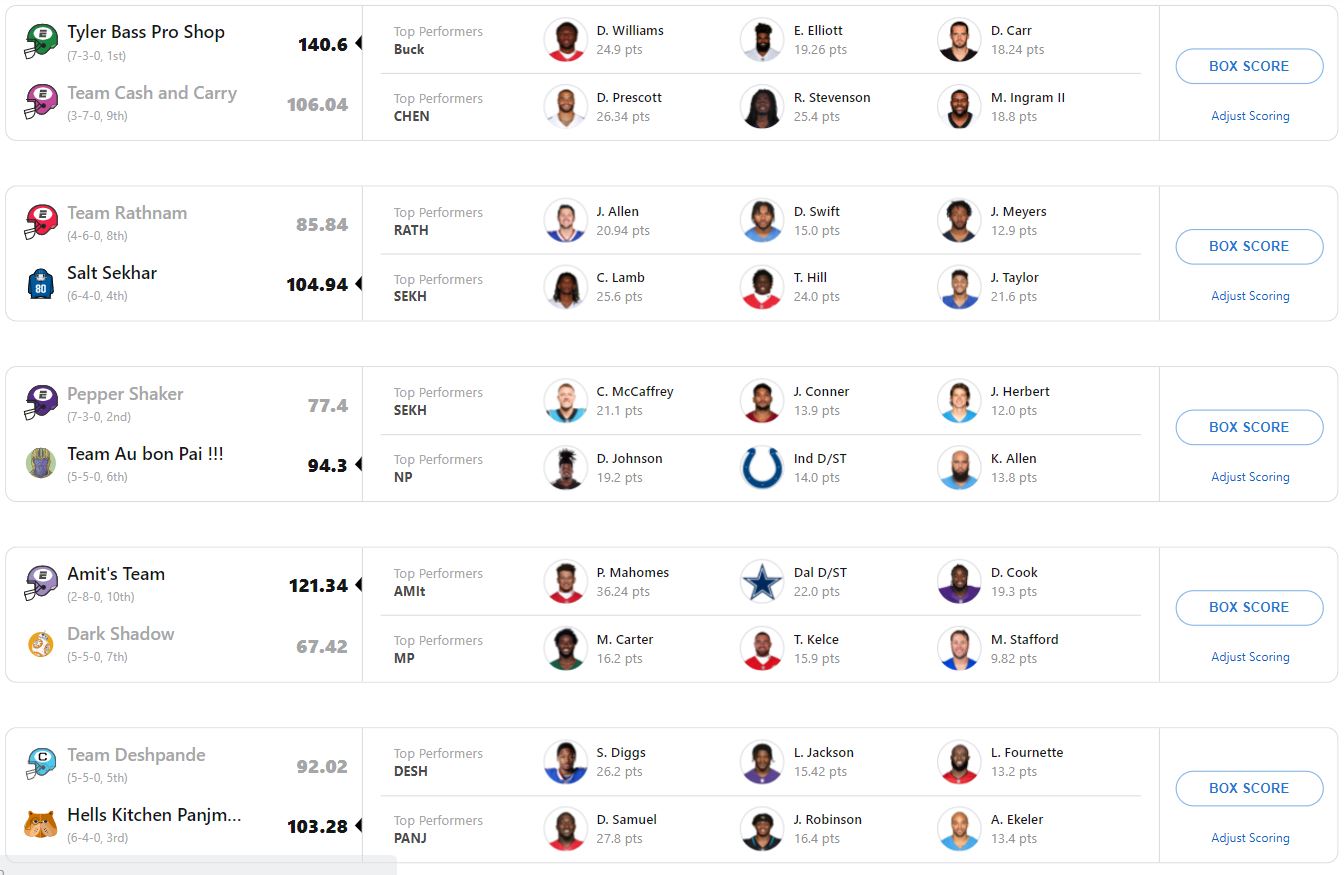 Tyler Bass Pro Shop
(7-3-0, 1st)
140.6
Team Cash and Carry
(3-7-0, 9th)
106.04
Top Performers
Buck
D. Williams
24.9 pts
E. Elliott
19.26 pts
D. Carr
18.24 pts
Top Performers
CHEN
D. Prescott
26.34 pts
R. Stevenson
25.4 pts
M. Ingram II
18.8 pts
BOX SCORE
Adjust Scoring
Team Rathnam
(4-6-0, 8th)
85.84
Salt Sekhar
(6-4-0, 4th)
104.94
80
Top Performers
RATH
J. Allen
20.94 pts
D. Swift
15.0 pts
J. Meyers
12.9 pts
Top Performers
SEKH
C. Lamb
25.6 pts
T. Hill
24.0 pts
J. Taylor
21.6 pts
BOX SCORE
Adjust Scoring
Pepper Shaker
(7-3-0, 2nd)
77.4
Team Au bon Pai !!!
(5-5-0, 6th)
94.3
Top Performers
SEKH
C. McCaffrey
21.1 pts
J. Conner
13.9 pts
J. Herbert
12.0 pts
Top Performers
NP
D. Johnson
19.2 pts
Ind D/ST
14.0 pts
K. Allen
13.8 pts
BOX SCORE
Adjust Scoring
Amit's Team
(2-8-0, 10th)
121.34
Dark Shadow
(5-5-0, 7th)
67.42
Top Performers
AMIt
P. Mahomes
36.24 pts
Dal D/ST
22.0 pts
D. Cook
19.3 pts
Top Performers
MP
M. Carter
16.2 pts
T. Kelce
15.9 pts
M. Stafford
9.82 pts
BOX SCORE
Adjust Scoring
C
Team Deshpande
(5-5-0, 5th)
92.02
Hells Kitchen Panjm...
(6-4-0, 3rd)
103.28
Top Performers
DESH
S. Diggs
26.2 pts
L. Jackson
15.42 pts
L. Fournette
13.2 pts
Top Performers
PANJ
D. Samuel
27.8 pts
J. Robinson
16.4 pts
A. Ekeler
13.4 pts
BOX SCORE
Adjust Scoring